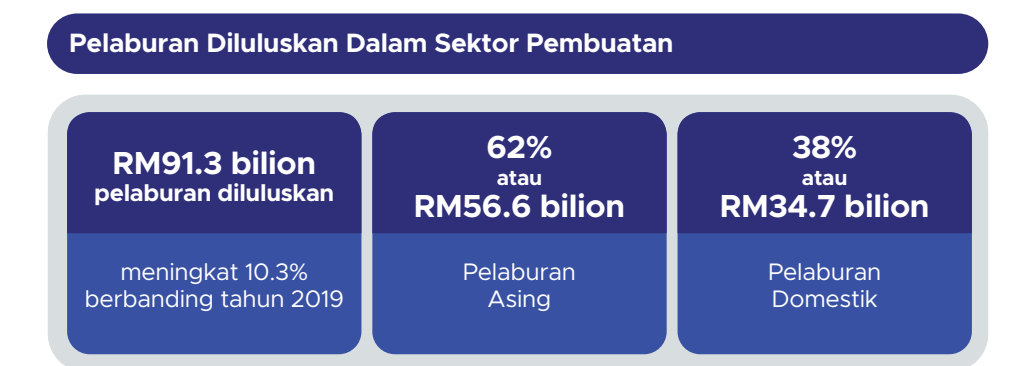 Pelaburan Diluluskan Dalam Sektor Pembuatan
RM91.3 bilion
pelaburan diluluskan
meningkat 10.3%
berbanding tahun 2019
62%
atau
RM56.6 bilion
Pelaburan
Asing
38%
atau
RM34.7 bilion
Pelaburan
Domestik